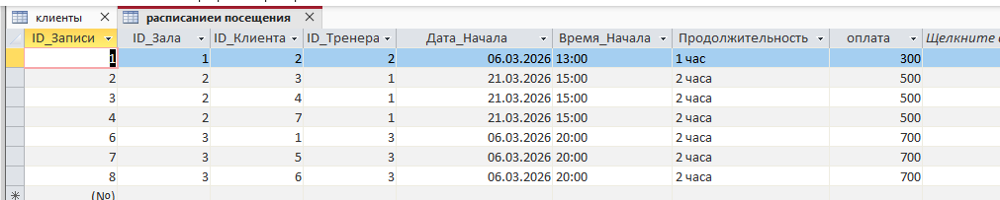 клиенты расписаниеи посещения
ID_Записи ID_Зала ID_Клиента ID_Тренера Дата_Начала Время_Начала Продолжительность оплата Щелкните
1 1 2 2 06.03.2026 13:00 1 час 300
2 2 3 1 21.03.2026 15:00 2 часа 500
3 2 4 1 21.03.2026 15:00 2 часа 500
4 2 7 1 21.03.2026 15:00 2 часа 500
6 3 1 3 06.03.2026 20:00 2 часа 700
7 3 5 3 06.03.2026 20:00 2 часа 700
8 3 6 3 06.03.2026 20:00 2 часа 700
(№)